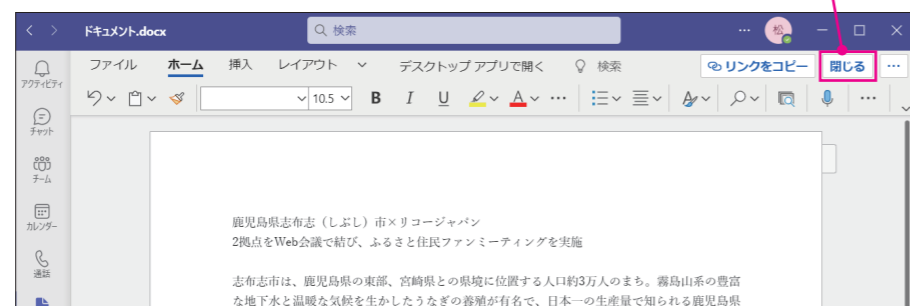 ドキュメント.docx
検索
松
アクティビティ
チャット
チーム
カレンダー
通話
ファイル ホーム 挿入 レイアウト デスクトップ アプリで開く 検索 リンクをコピー 閉じる
10.5 B I U A
鹿児島県志布志（しぶし）市×リコージャパン
2拠点をWeb会議で結び、ふるさと住民ファンミーティングを実施
志布志市は、鹿児島県の東部、宮崎県との県境に位置する人口約3万人のまち。霧島山系の豊富
な地下水と温暖な気候を生かしたうなぎの養殖が有名で、日本一の生産量で知られる鹿児島県